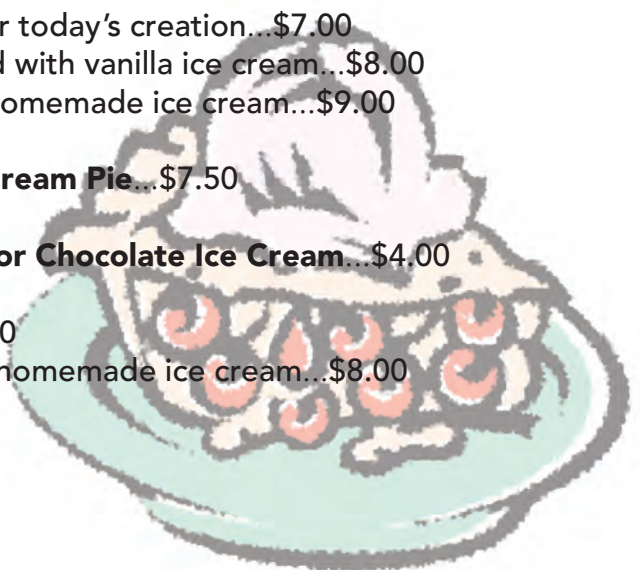 r today’s creation...$7.00
d with vanilla ice cream...$8.00
omemade ice cream...$9.00
ream Pie...$7.50
or Chocolate Ice Cream...$4.00
0
homemade ice cream...$8.00